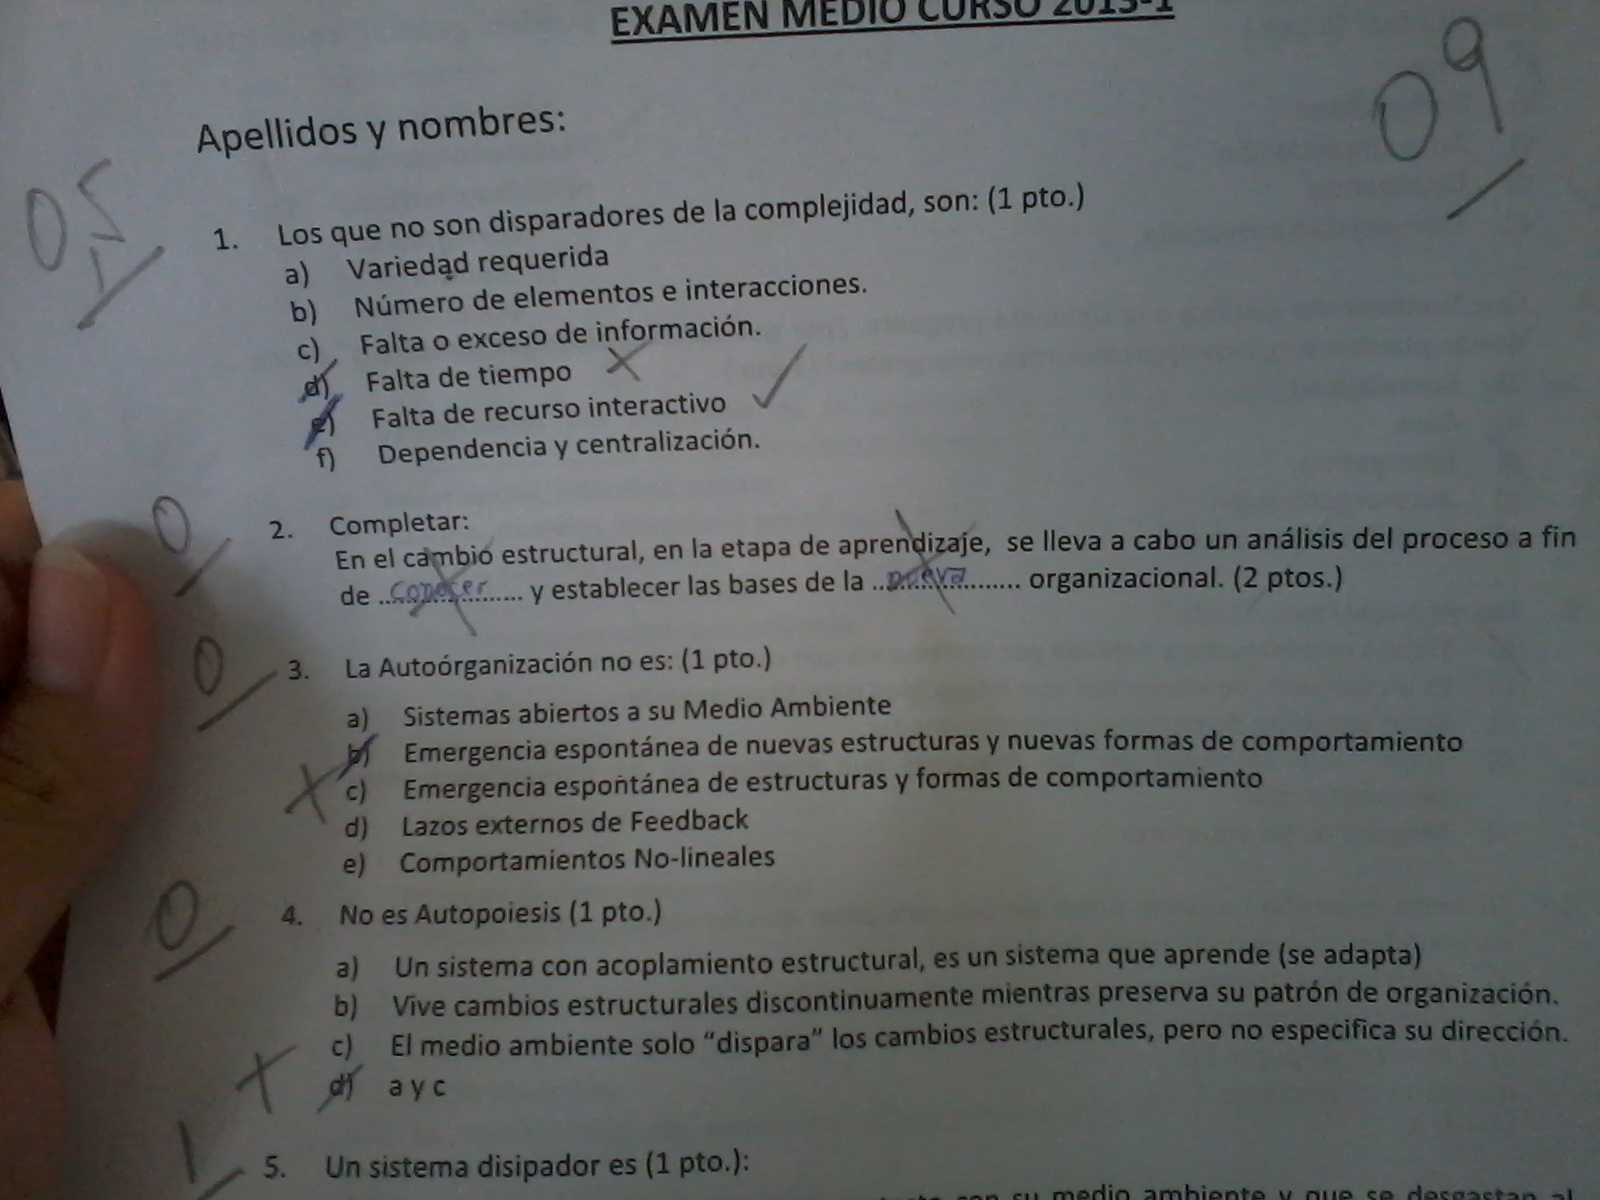 EXAMEN MEDIO CURSO 2013-1
09
Apellidos y nombres:
05
1. Los que no son disparadores de la complejidad, son: (1 pto.)
a) Variedad requerida
b) Número de elementos e interacciones.
c) Falta o exceso de información.
d) Falta de tiempo
e) Falta de recurso interactivo
f) Dependencia y centralización.
0
2. Completar:
En el cambio estructural, en la etapa de aprendizaje, se lleva a cabo un análisis del proceso a fin
de ..conocer.. y establecer las bases de la ..nueva.. organizacional. (2 ptos.)
0
3. La Autoórganización no es: (1 pto.)
a) Sistemas abiertos a su Medio Ambiente
b) Emergencia espontánea de nuevas estructuras y nuevas formas de comportamiento
c) Emergencia espontánea de estructuras y formas de comportamiento
d) Lazos externos de Feedback
e) Comportamientos No-lineales
0
4. No es Autopoiesis (1 pto.)
a) Un sistema con acoplamiento estructural, es un sistema que aprende (se adapta)
b) Vive cambios estructurales discontinuamente mientras preserva su patrón de organización.
c) El medio ambiente solo “dispara” los cambios estructurales, pero no especifica su dirección.
d) a y c
1
5. Un sistema disipador es (1 pto.):
con su medio ambiente y que se desgastan al